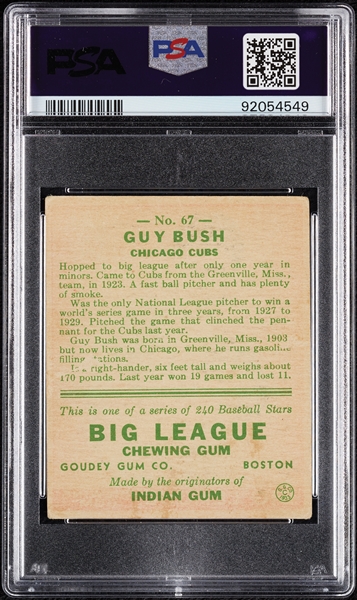 PSA
PSA
92054549
No. 67
GUY BUSH
CHICAGO CUBS
Hopped to big league after only one year in
minors. Came to Cubs from the Greenville, Miss.,
team, in 1923. A fast ball pitcher and has plenty
of smoke.
Was the only National League pitcher to win a
world's series game in three years, from 1927 to
1929. Pitched the game that clinched the pen-
nant for the Cubs last year.
Guy Bush was born in Greenville, Miss., 1903
but now lives in Chicago, where he runs gasoline
filling stations.
right-hander, six feet tall and weighs about
170 pounds. Last year won 19 games and lost 11.
This is one of a series of 240 Baseball Stars
BIG LEAGUE
CHEWING GUM
GOUDEY GUM CO. BOSTON
Made by the originators of
INDIAN GUM